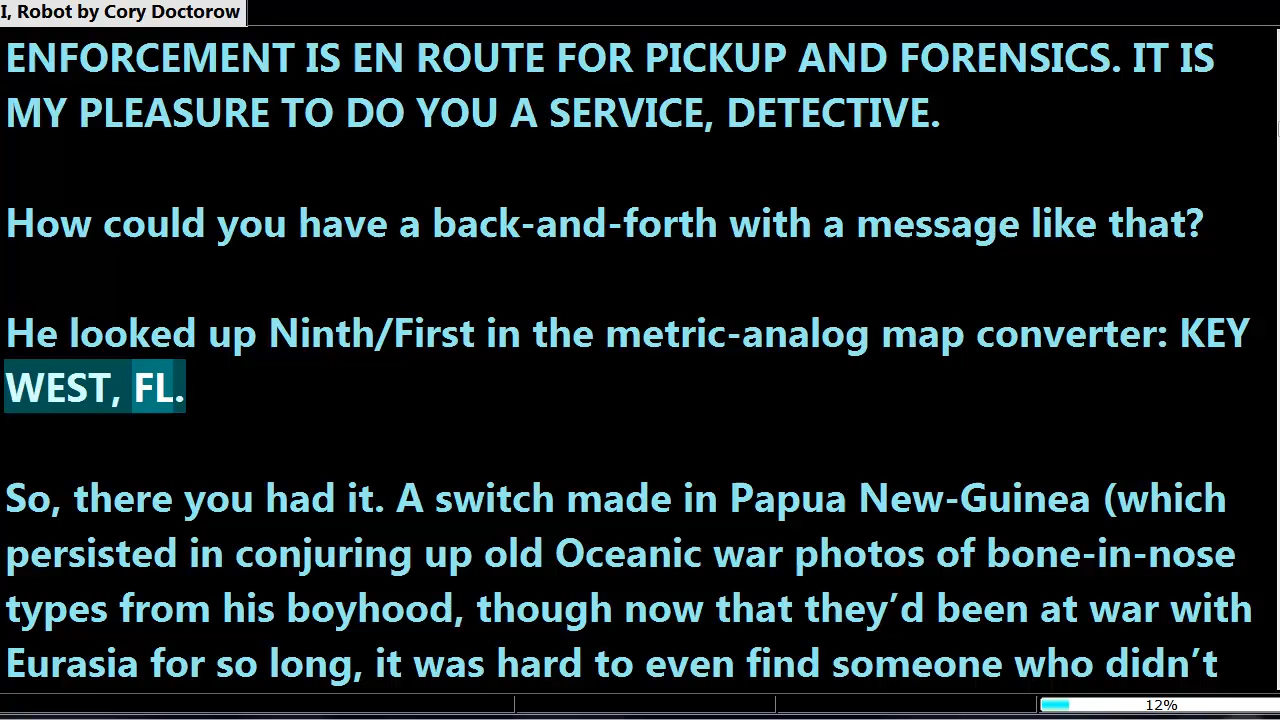 I, Robot by Cory Doctorow
ENFORCEMENT IS EN ROUTE FOR PICKUP AND FORENSICS. IT IS
MY PLEASURE TO DO YOU A SERVICE, DETECTIVE.
How could you have a back-and-forth with a message like that?
He looked up Ninth/First in the metric-analog map converter: KEY
WEST, FL.
So, there you had it. A switch made in Papua New-Guinea (which
persisted in conjuring up old Oceanic war photos of bone-in-nose
types from his boyhood, though now that they’d been at war with
Eurasia for so long, it was hard to even find someone who didn’t
12%